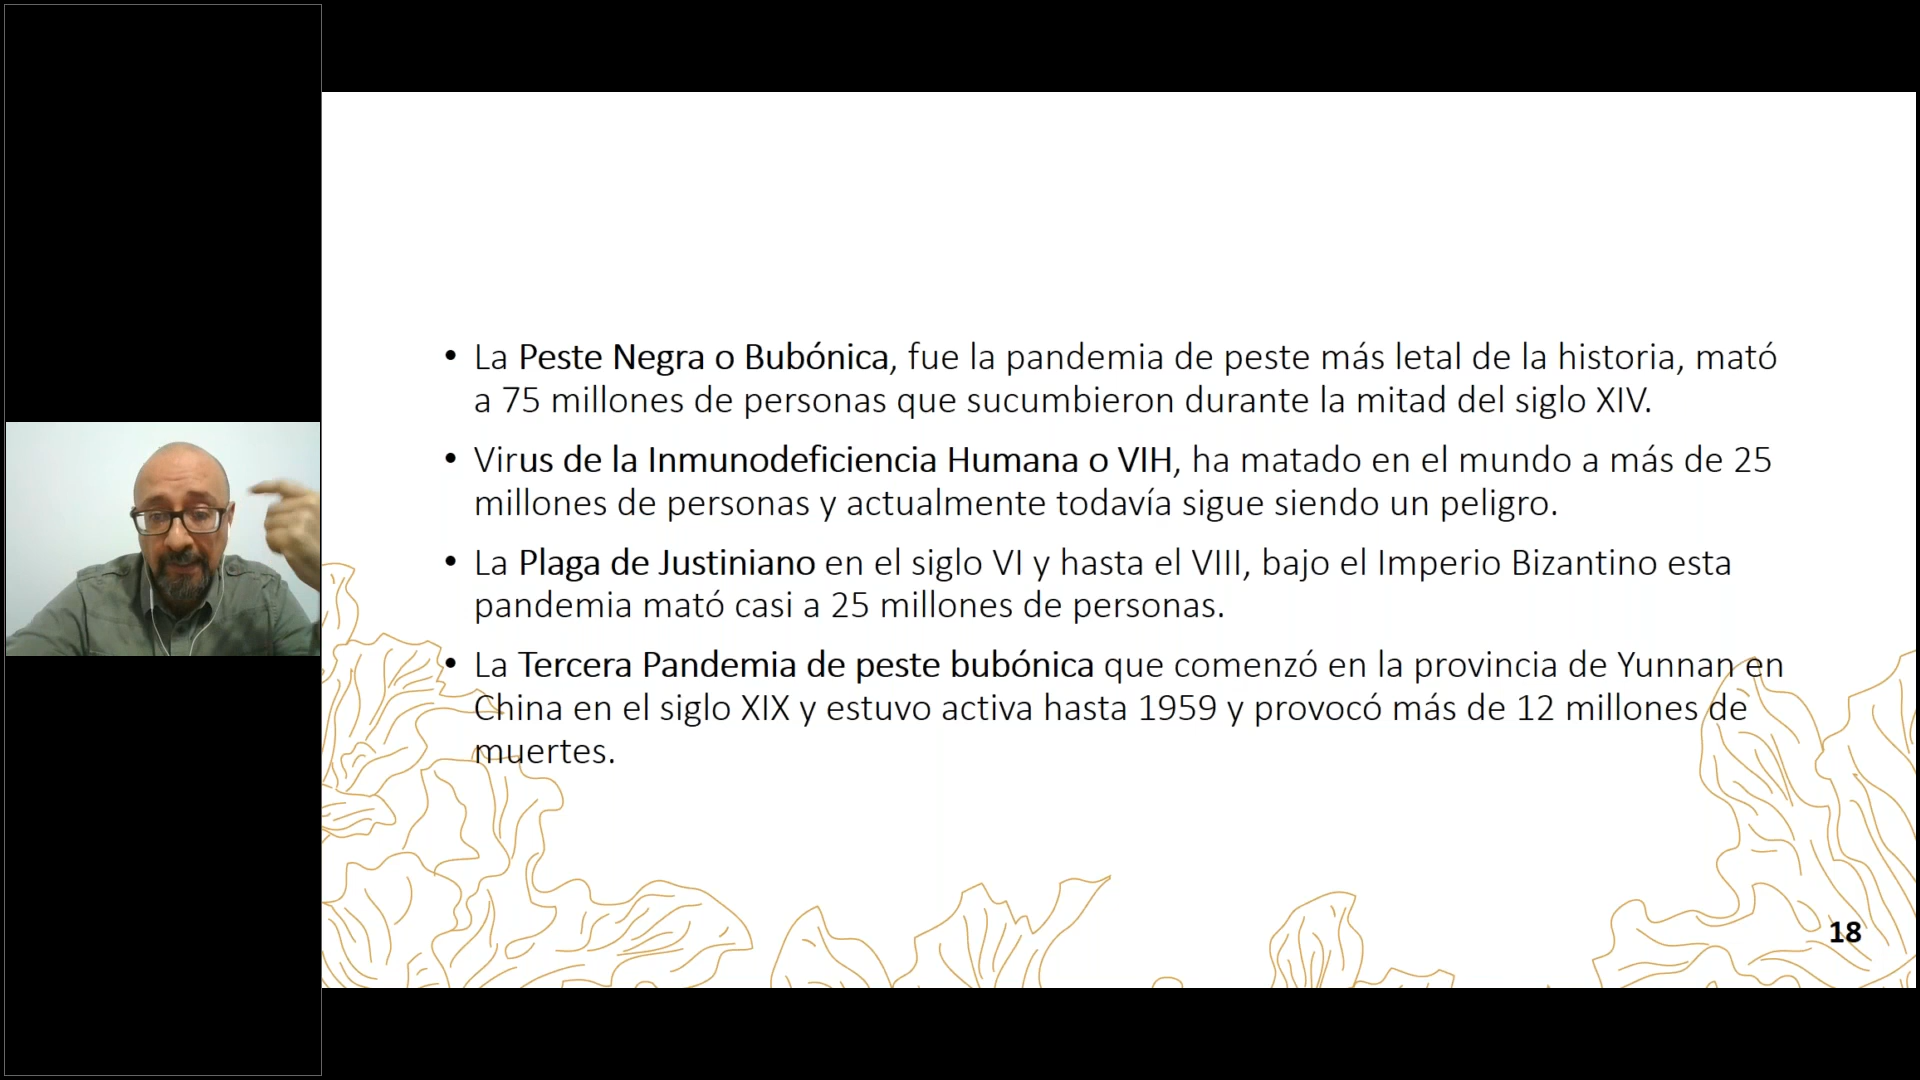 • La Peste Negra o Bubónica, fue la pandemia de peste más letal de la historia, mató
a 75 millones de personas que sucumbieron durante la mitad del siglo XIV.
• Virus de la Inmunodeficiencia Humana o VIH, ha matado en el mundo a más de 25
millones de personas y actualmente todavía sigue siendo un peligro.
• La Plaga de Justiniano en el siglo VI y hasta el VIII, bajo el Imperio Bizantino esta
pandemia mató casi a 25 millones de personas.
• La Tercera Pandemia de peste bubónica que comenzó en la provincia de Yunnan en
China en el siglo XIX y estuvo activa hasta 1959 y provocó más de 12 millones de
muertes.
18